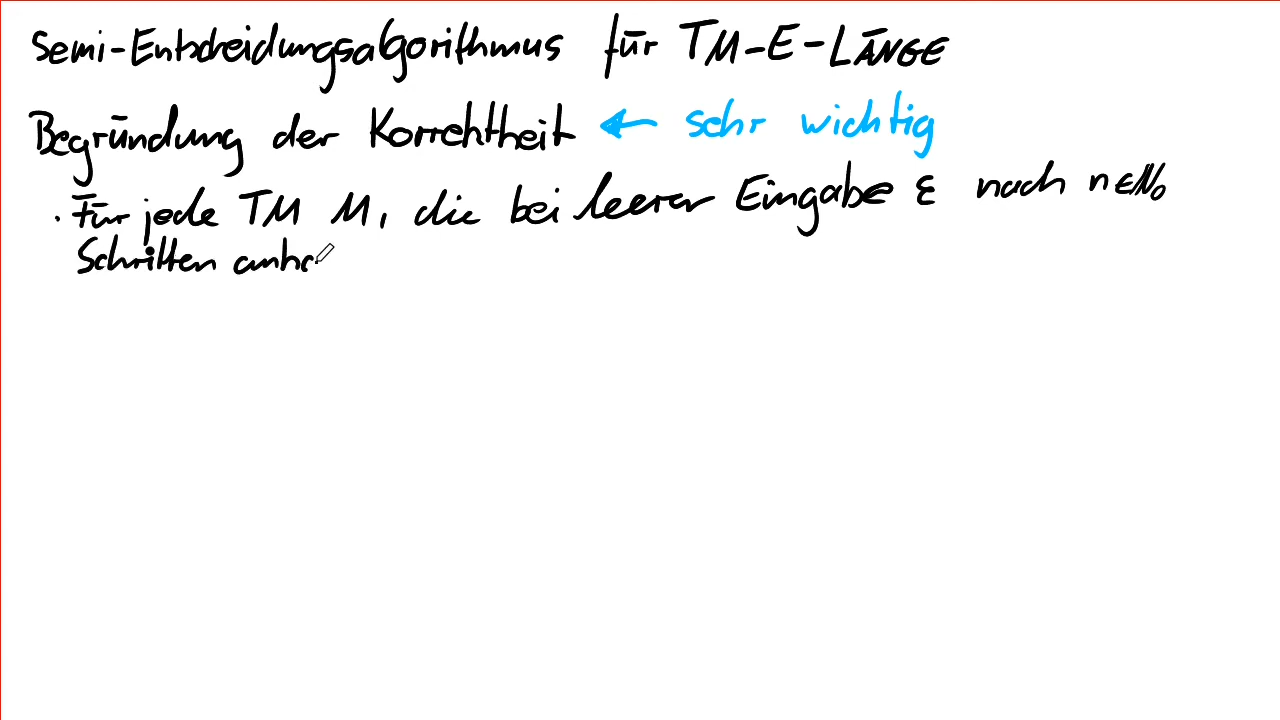 Semi-Entscheidungsalgorithmus für TM-E-LÄNGE
Begründung der Korrektheit ← sehr wichtig
· Für jede TM M, die bei leerer Eingabe ε nach n∈ℕ₀
Schritten anha